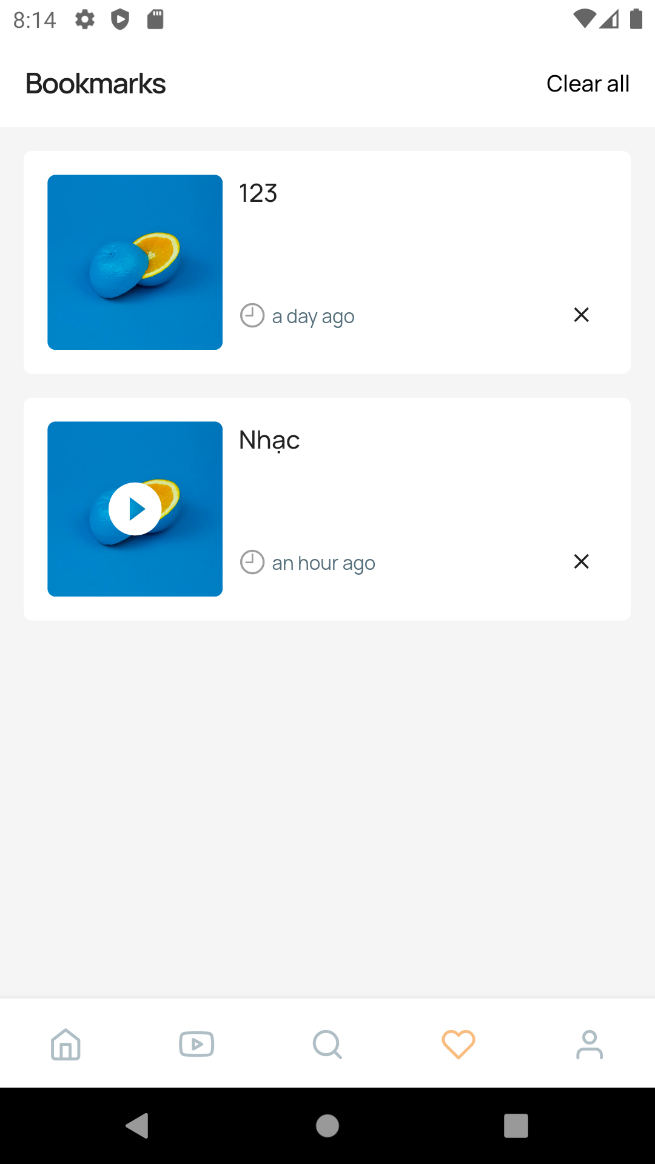 8:14
Bookmarks
Clear all
123
a day ago
Nhạc
an hour ago